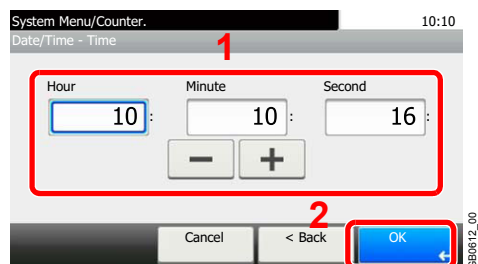 System Menu/Counter. 10:10
Date/Time - Time
1
Hour Minute Second
10 : 10 : 16 :
− +
2
Cancel < Back OK